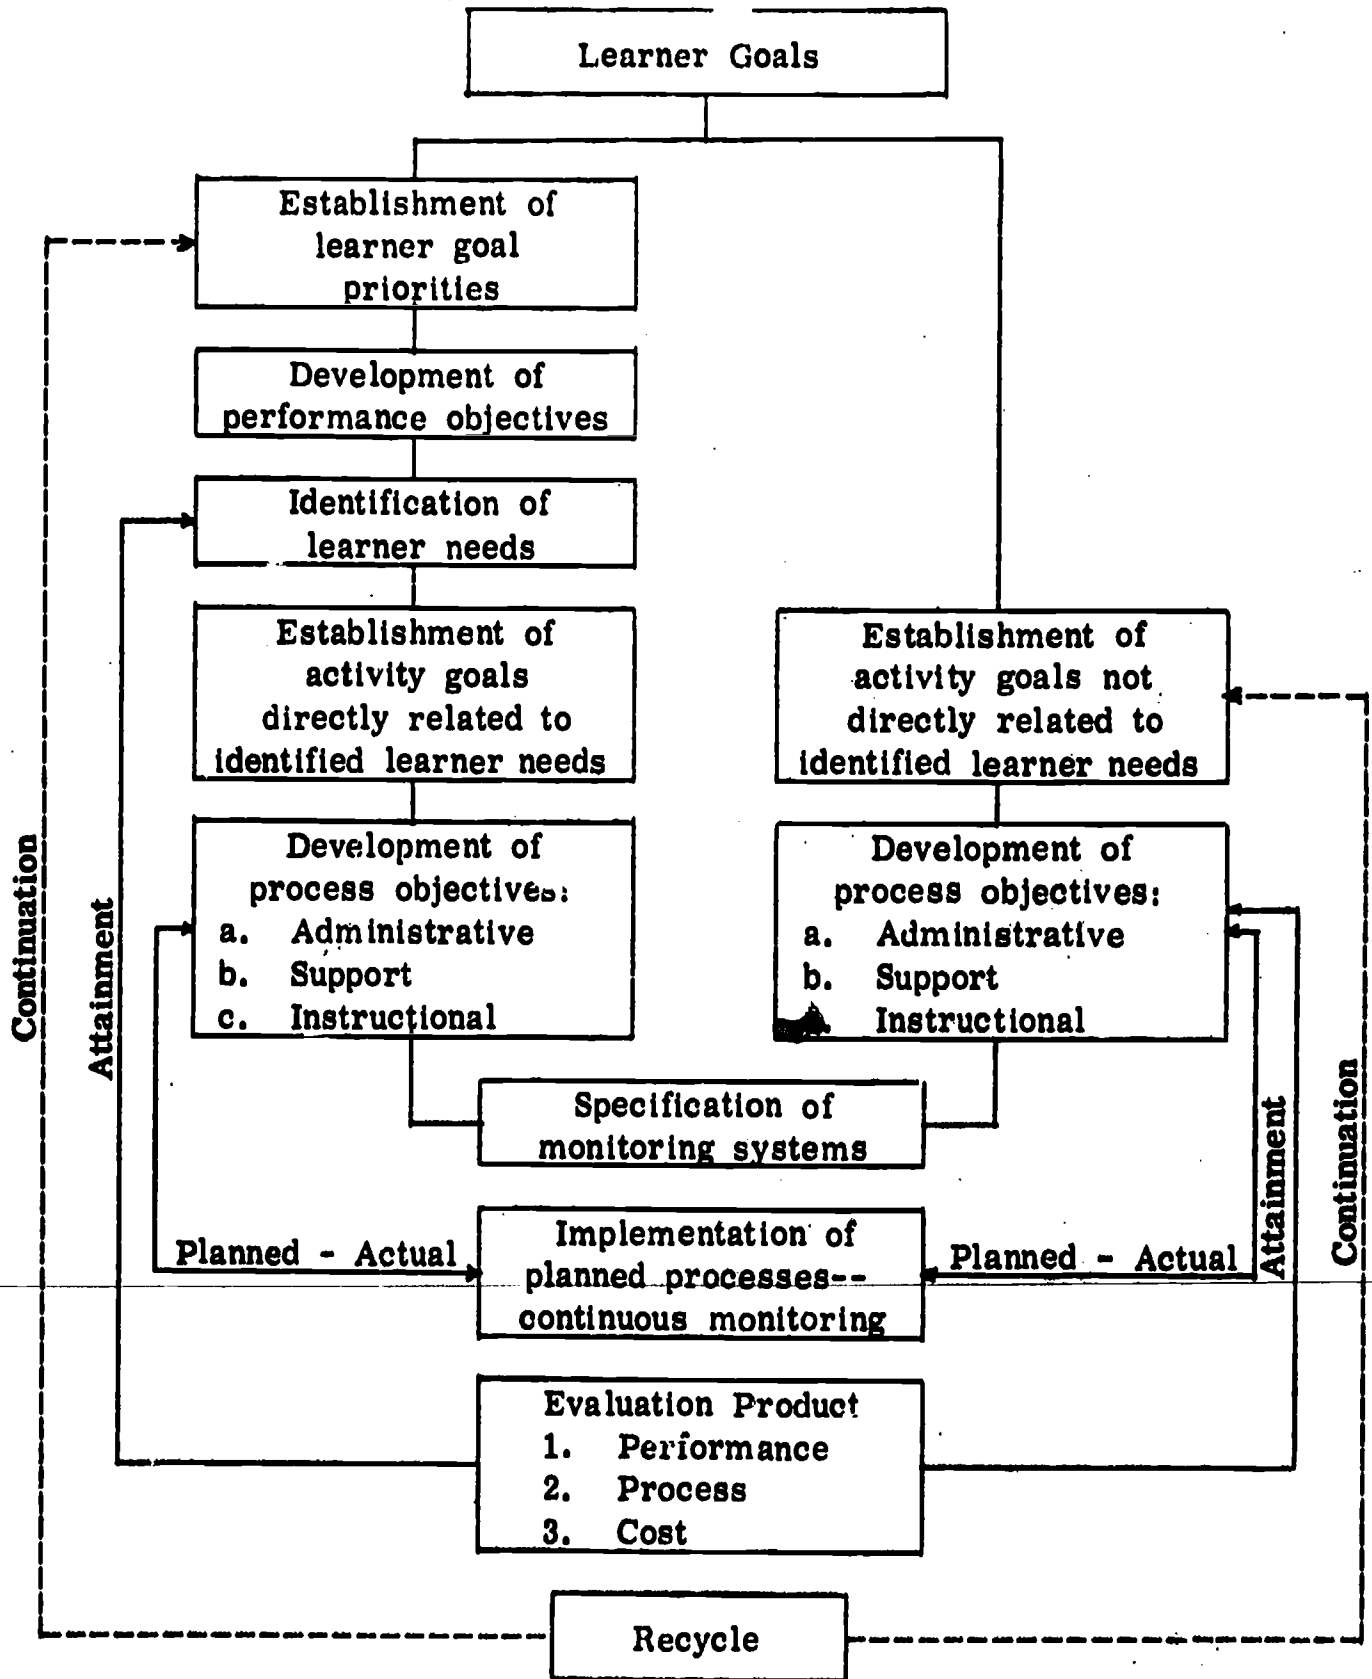 Learner Goals
Establishment of
learner goal
priorities
Development of
performance objectives
Identification of
learner needs
Establishment of
activity goals
directly related to
identified learner needs
Establishment of
activity goals not
directly related to
identified learner needs
Development of
process objectives:
a. Administrative
b. Support
c. Instructional
Development of
process objectives:
a. Administrative
b. Support
Instructional
Specification of
monitoring systems
Implementation of
planned processes--
continuous monitoring
Planned - Actual
Planned - Actual
Evaluation Product
1. Performance
2. Process
3. Cost
Recycle
Continuation
Attainment
Attainment
Continuation